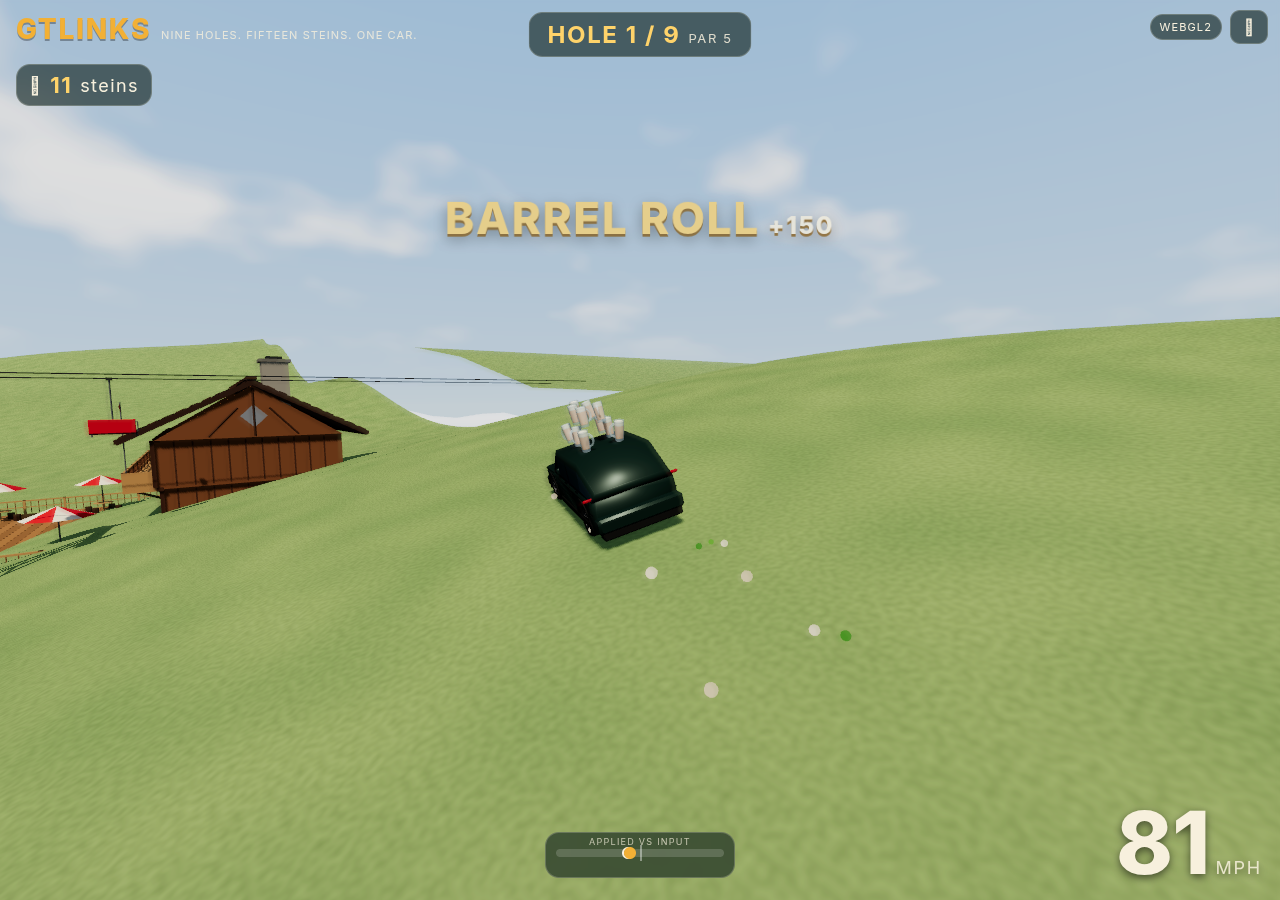 GTLINKS NINE HOLES. FIFTEEN STEINS. ONE CAR.
HOLE 1 / 9 PAR 5
WEBGL2
11 steins
BARREL ROLL +150
APPLIED VS INPUT
81 MPH